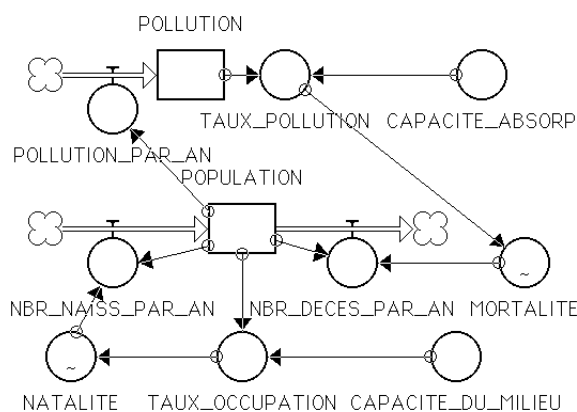 POLLUTION
TAUX_POLLUTION CAPACITE_ABSORP
POLLUTION_PAR_AN
POPULATION
~
NBR_NAISS_PAR_AN NBR_DECES_PAR_AN MORTALITE
~
NATALITE TAUX_OCCUPATION CAPACITE_DU_MILIEU